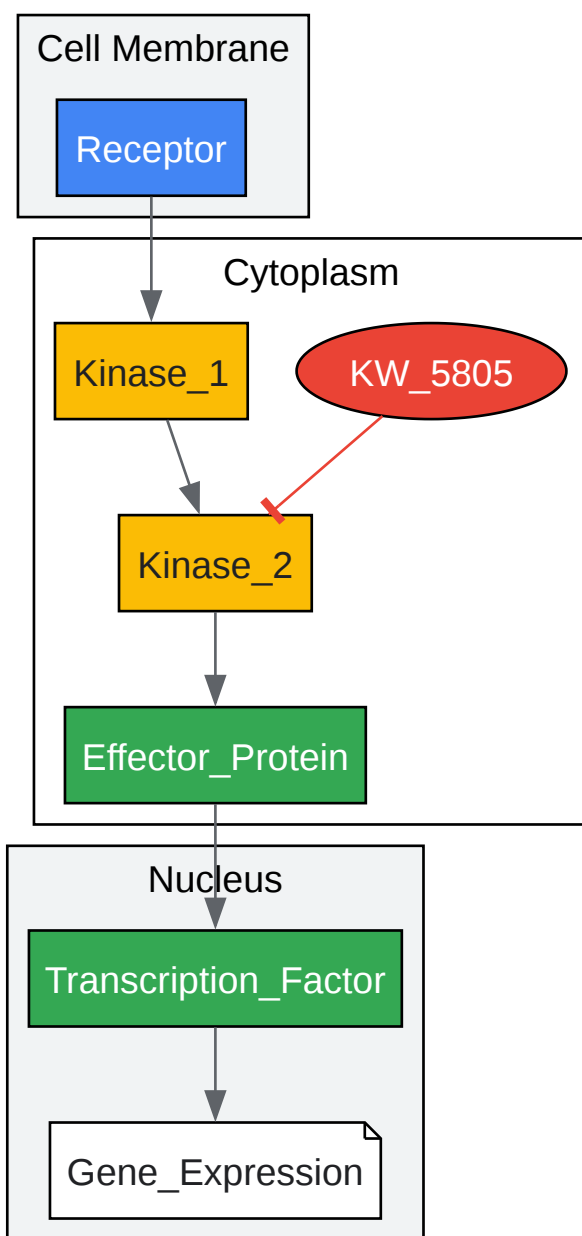 Cell Membrane
Receptor
Cytoplasm
Kinase_1
KW_5805
Kinase_2
Effector_Protein
Nucleus
Transcription_Factor
Gene_Expression